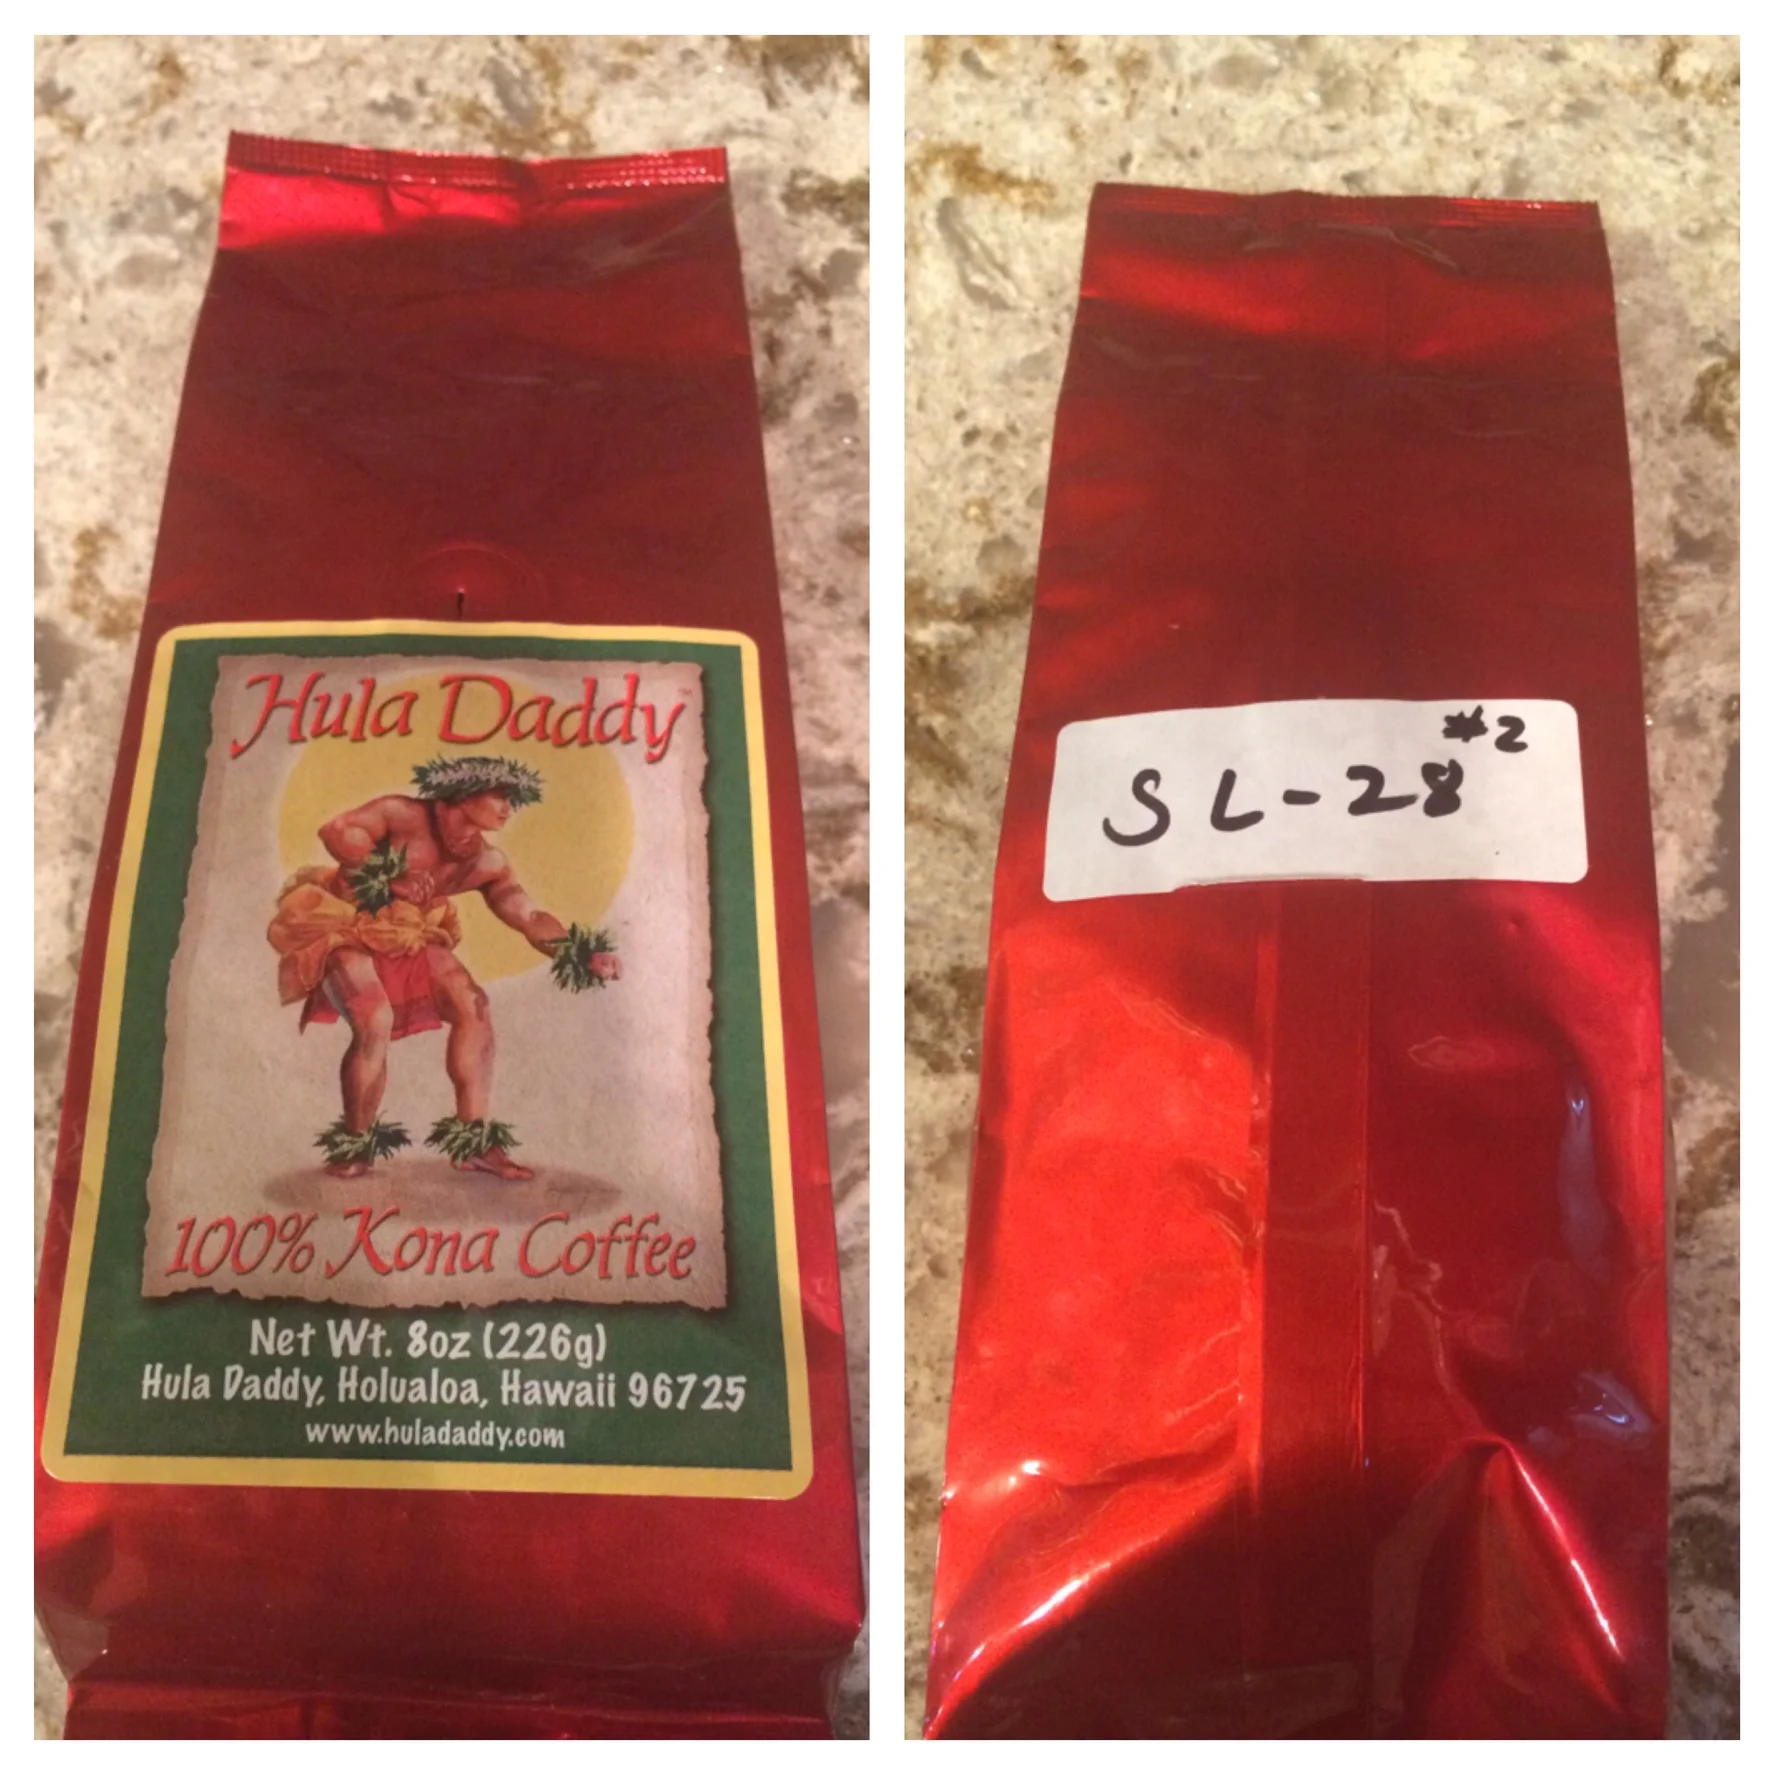 Hula Daddy™
100% Kona Coffee
Net Wt. 8oz (226g)
Hula Daddy, Holualoa, Hawaii 96725
www.huladaddy.com
#2
SL-28